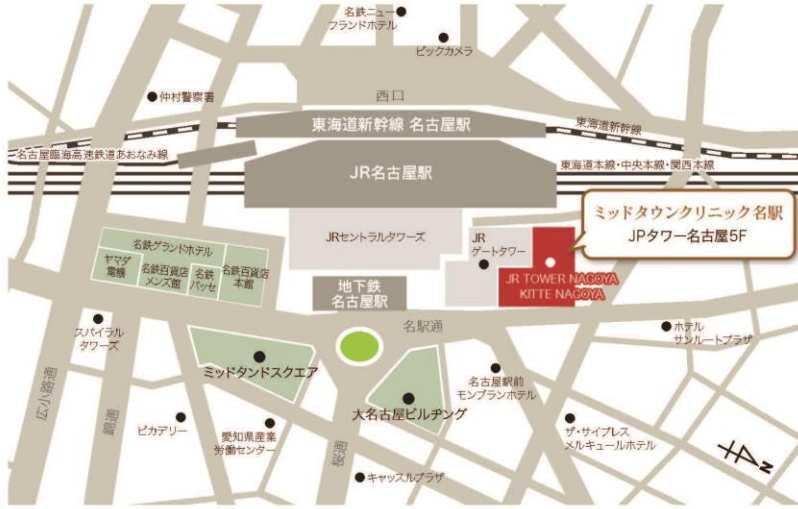 名鉄ニュー
フランドホテル
ビックカメラ
西口
仲村警察署
東海道新幹線 名古屋駅
東海道新幹線
名古屋臨海高速鉄道あおなみ線
JR名古屋駅
東海道本線・中央本線・関西本線
ミッドタウンクリニック名駅
JPタワー名古屋5F
JRセントラルタワーズ
JR
ゲートタワー
名鉄グランドホテル
ヤマダ
電機
名鉄百貨店
メンズ館
名鉄
パッセ
名鉄百貨店
本館
地下鉄
名古屋駅
JR TOWER NAGOYA
KITTE NAGOYA
名駅通
スパイラル
タワーズ
ホテル
サンルートプラザ
ミッドタンドスクエア
名古屋駅前
モンブランホテル
広小路通
錦通
大名古屋ビルヂング
ピカデリー
愛知県産業
労働センター
桜通
ザ・サイプレス
メルキュールホテル
キャッスルプラザ
N